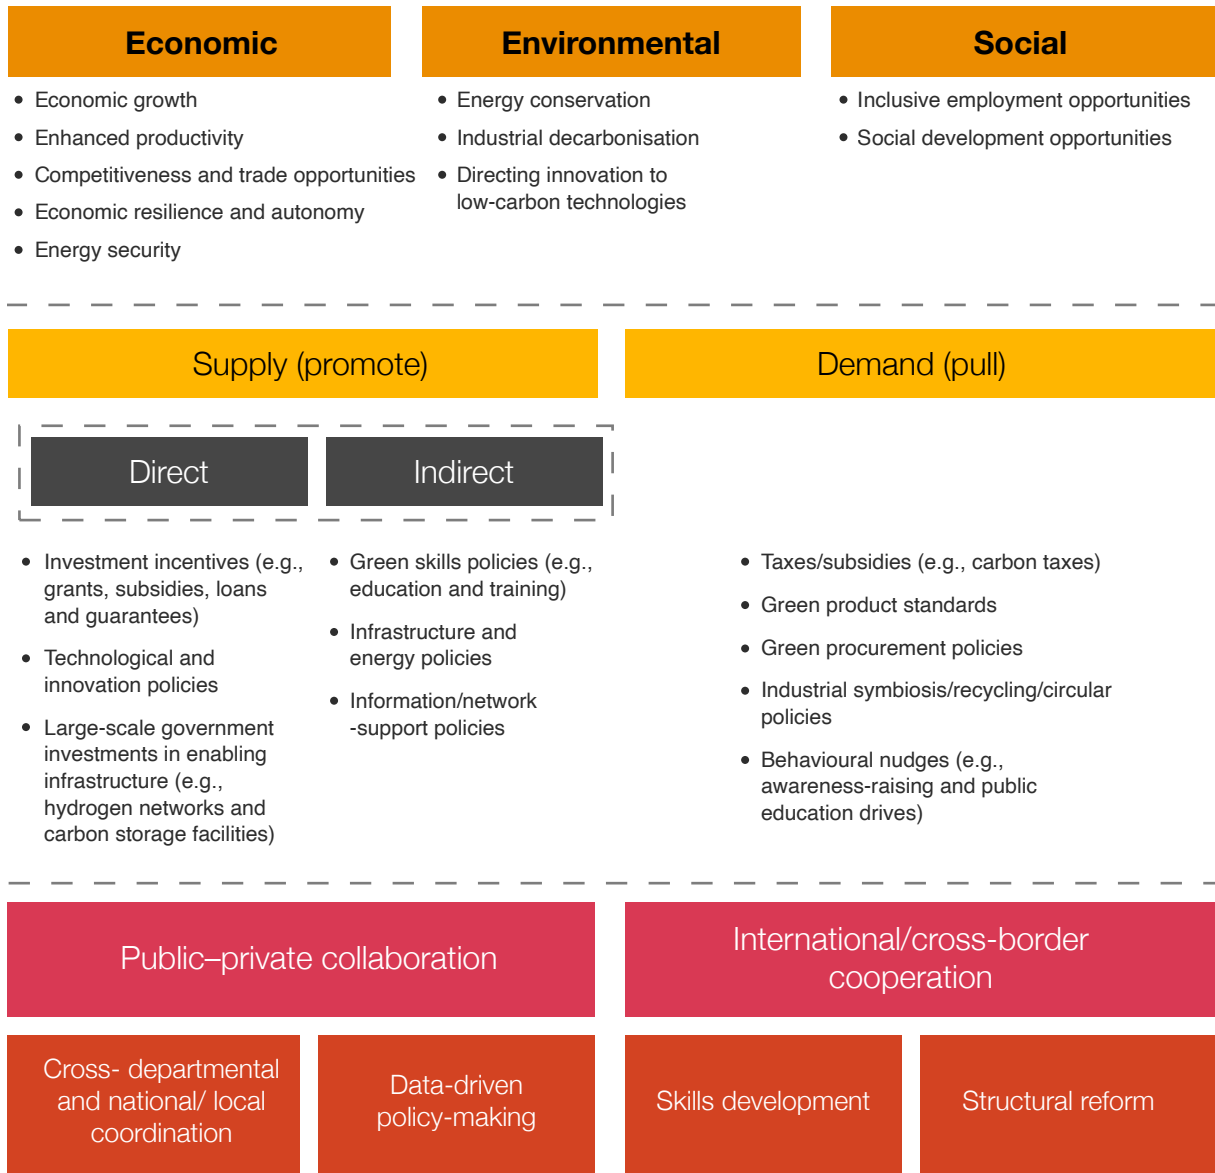 Economic
• Economic growth
• Enhanced productivity
• Competitiveness and trade opportunities
• Economic resilience and autonomy
• Energy security
Environmental
• Energy conservation
• Industrial decarbonisation
• Directing innovation to
low-carbon technologies
Social
• Inclusive employment opportunities
• Social development opportunities
Supply (promote)
Direct
• Investment incentives (e.g.,
grants, subsidies, loans
and guarantees)
• Technological and
innovation policies
• Large-scale government
investments in enabling
infrastructure (e.g.,
hydrogen networks and
carbon storage facilities)
Indirect
• Green skills policies (e.g.,
education and training)
• Infrastructure and
energy policies
• Information/network
-support policies
Demand (pull)
• Taxes/subsidies (e.g., carbon taxes)
• Green product standards
• Green procurement policies
• Industrial symbiosis/recycling/circular
policies
• Behavioural nudges (e.g.,
awareness-raising and public
education drives)
Public–private collaboration
International/cross-border
cooperation
Cross- departmental
and national/ local
coordination
Data-driven
policy-making
Skills development
Structural reform